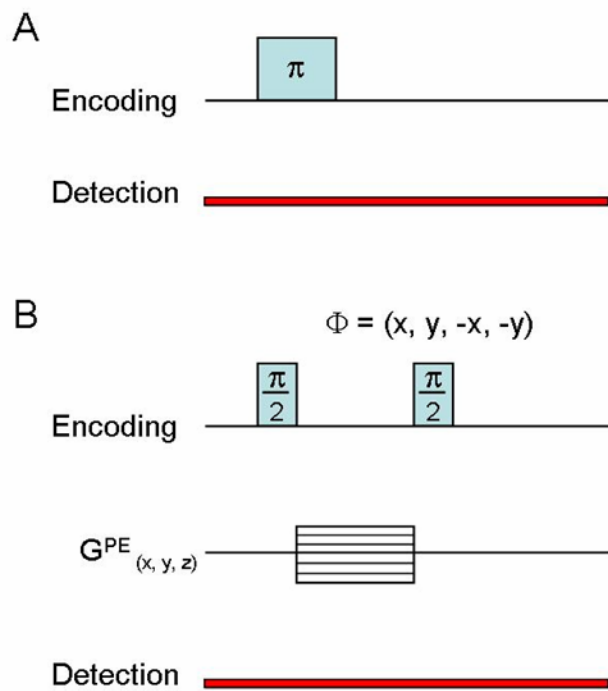 A
π
Encoding
Detection
B
Φ = (x, y, -x, -y)
π
2
π
2
Encoding
G^PE (x, y, z)
Detection